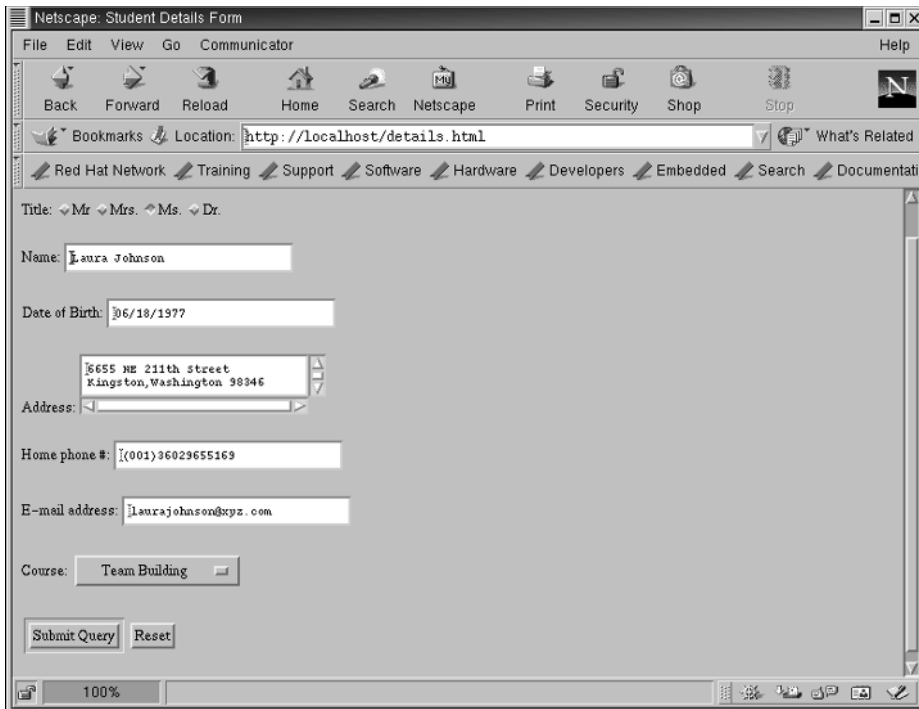 Netscape: Student Details Form
File Edit View Go Communicator Help
Back Forward Reload Home Search Netscape Print Security Shop Stop
My
N
Bookmarks Location: http://localhost/details.html What's Related
Red Hat Network Training Support Software Hardware Developers Embedded Search Documentati
Title: Mr Mrs. Ms. Dr.
Name: Laura Johnson
Date of Birth: 06/18/1977
6655 NE 211th Street
Kingston,Washington 98346
Address:
Home phone #: (001)36029655169
E-mail address: laurajohnson@xyz.com
Course: Team Building
Submit Query Reset
100%